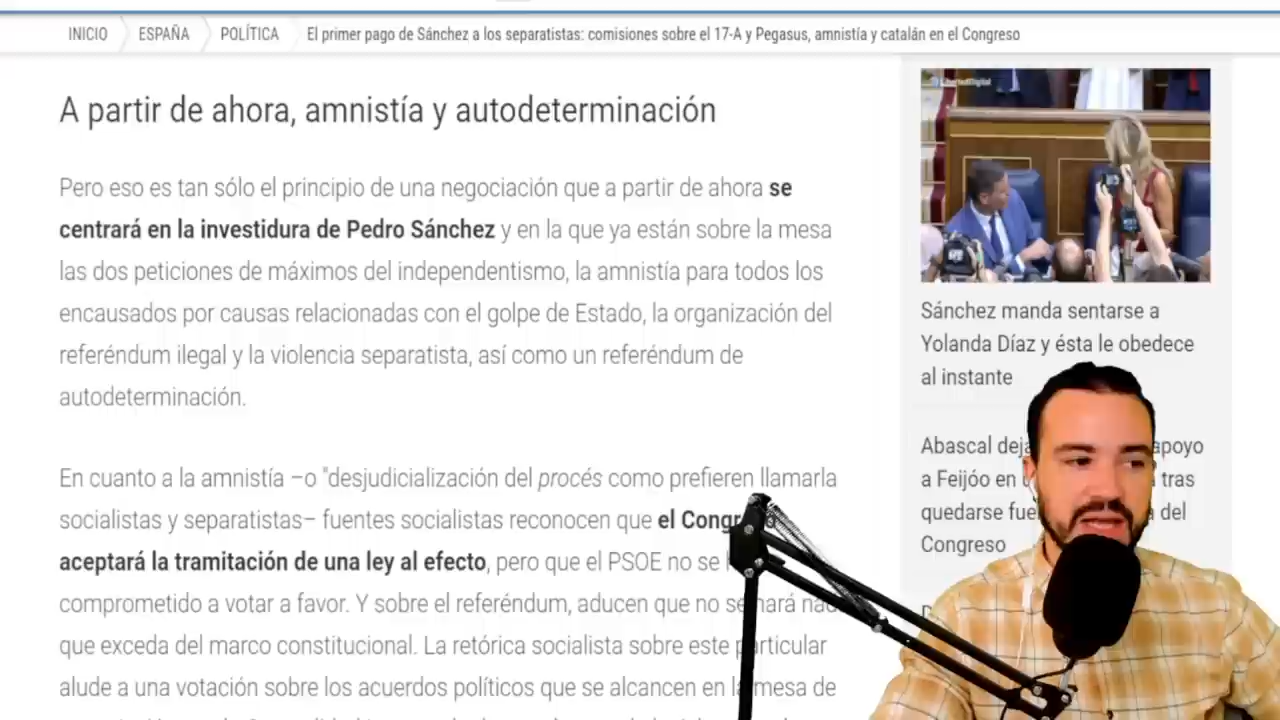 INICIO ESPAÑA POLÍTICA El primer pago de Sánchez a los separatistas: comisiones sobre el 17-A y Pegasus, amnistía y catalán en el Congreso
A partir de ahora, amnistía y autodeterminación
Pero eso es tan sólo el principio de una negociación que a partir de ahora se
centrará en la investidura de Pedro Sánchez y en la que ya están sobre la mesa
las dos peticiones de máximos del independentismo, la amnistía para todos los
encausados por causas relacionadas con el golpe de Estado, la organización del
referéndum ilegal y la violencia separatista, así como un referéndum de
autodeterminación.
En cuanto a la amnistía –o "desjudicialización del procés como prefieren llamarla
socialistas y separatistas– fuentes socialistas reconocen que el
aceptará la tramitación de una ley al efecto, pero que el PSOE no se
comprometido a votar a favor. Y sobre el referéndum, aducen que no se
que exceda del marco constitucional. La retórica socialista sobre este
alude a una votación sobre los acuerdos políticos que se alcancen en la mesa de
Sánchez manda sentarse a
Yolanda Díaz y ésta le obedece
al instante
Abascal apoyo
a Feijóo en tras
quedarse del
Congreso